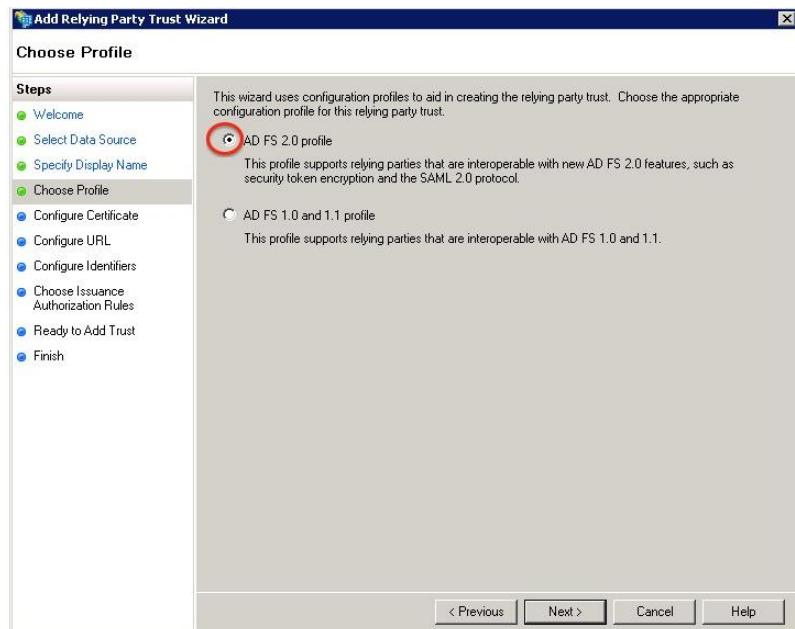 Add Relying Party Trust Wizard
Choose Profile
Steps
Welcome
Select Data Source
Specify Display Name
Choose Profile
Configure Certificate
Configure URL
Configure Identifiers
Choose Issuance
Authorization Rules
Ready to Add Trust
Finish
This wizard uses configuration profiles to aid in creating the relying party trust. Choose the appropriate
configuration profile for this relying party trust.
AD FS 2.0 profile
This profile supports relying parties that are interoperable with new AD FS 2.0 features, such as
security token encryption and the SAML 2.0 protocol.
AD FS 1.0 and 1.1 profile
This profile supports relying parties that are interoperable with AD FS 1.0 and 1.1.
< Previous
Next >
Cancel
Help